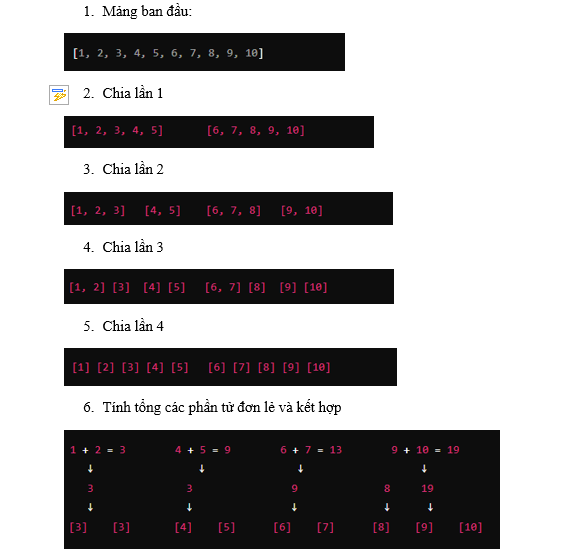 1. Mảng ban đầu:
[1, 2, 3, 4, 5, 6, 7, 8, 9, 10]
2. Chia lần 1
[1, 2, 3, 4, 5] [6, 7, 8, 9, 10]
3. Chia lần 2
[1, 2, 3] [4, 5] [6, 7, 8] [9, 10]
4. Chia lần 3
[1, 2] [3] [4] [5] [6, 7] [8] [9] [10]
5. Chia lần 4
[1] [2] [3] [4] [5] [6] [7] [8] [9] [10]
6. Tính tổng các phần tử đơn lẻ và kết hợp
1 + 2 = 3 4 + 5 = 9 6 + 7 = 13 9 + 10 = 19
↓ ↓ ↓ ↓
3 3 9 8 19
↓ ↓ ↓ ↓ ↓
[3] [3] [4] [5] [6] [7] [8] [9] [10]